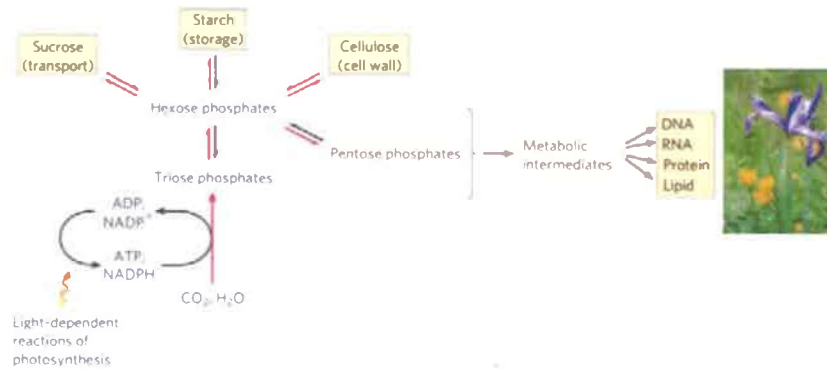 Starch
(storage)
Sucrose
(transport)
Cellulose
(cell wall)
Hexose phosphates
Pentose phosphates
Metabolic
intermediates
DNA
RNA
Protein
Lipid
Triose phosphates
ADP,
NADP⁺
ATP,
NADPH
CO₂, H₂O
Light-dependent
reactions of
photosynthesis